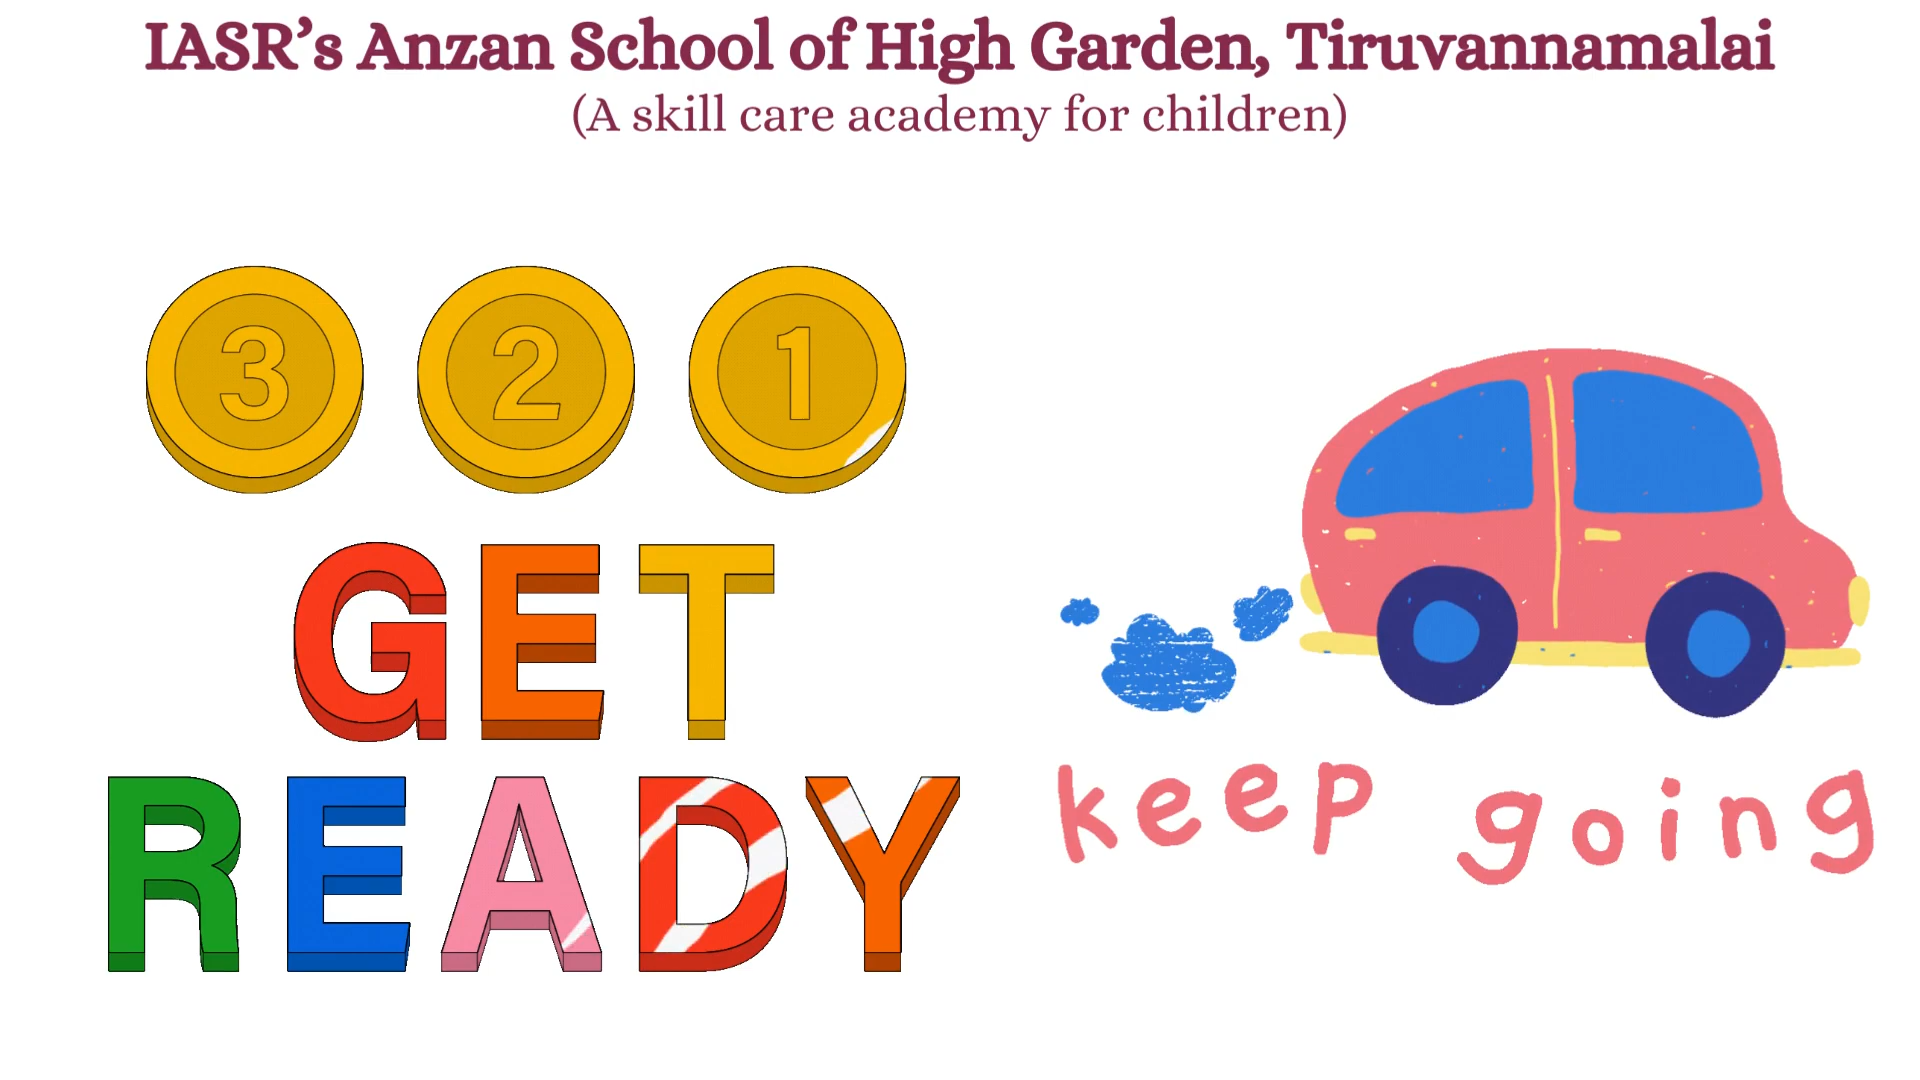 IASR’s Anzan School of High Garden, Tiruvannamalai
(A skill care academy for children)
3 2 1
GET
READY
keep going